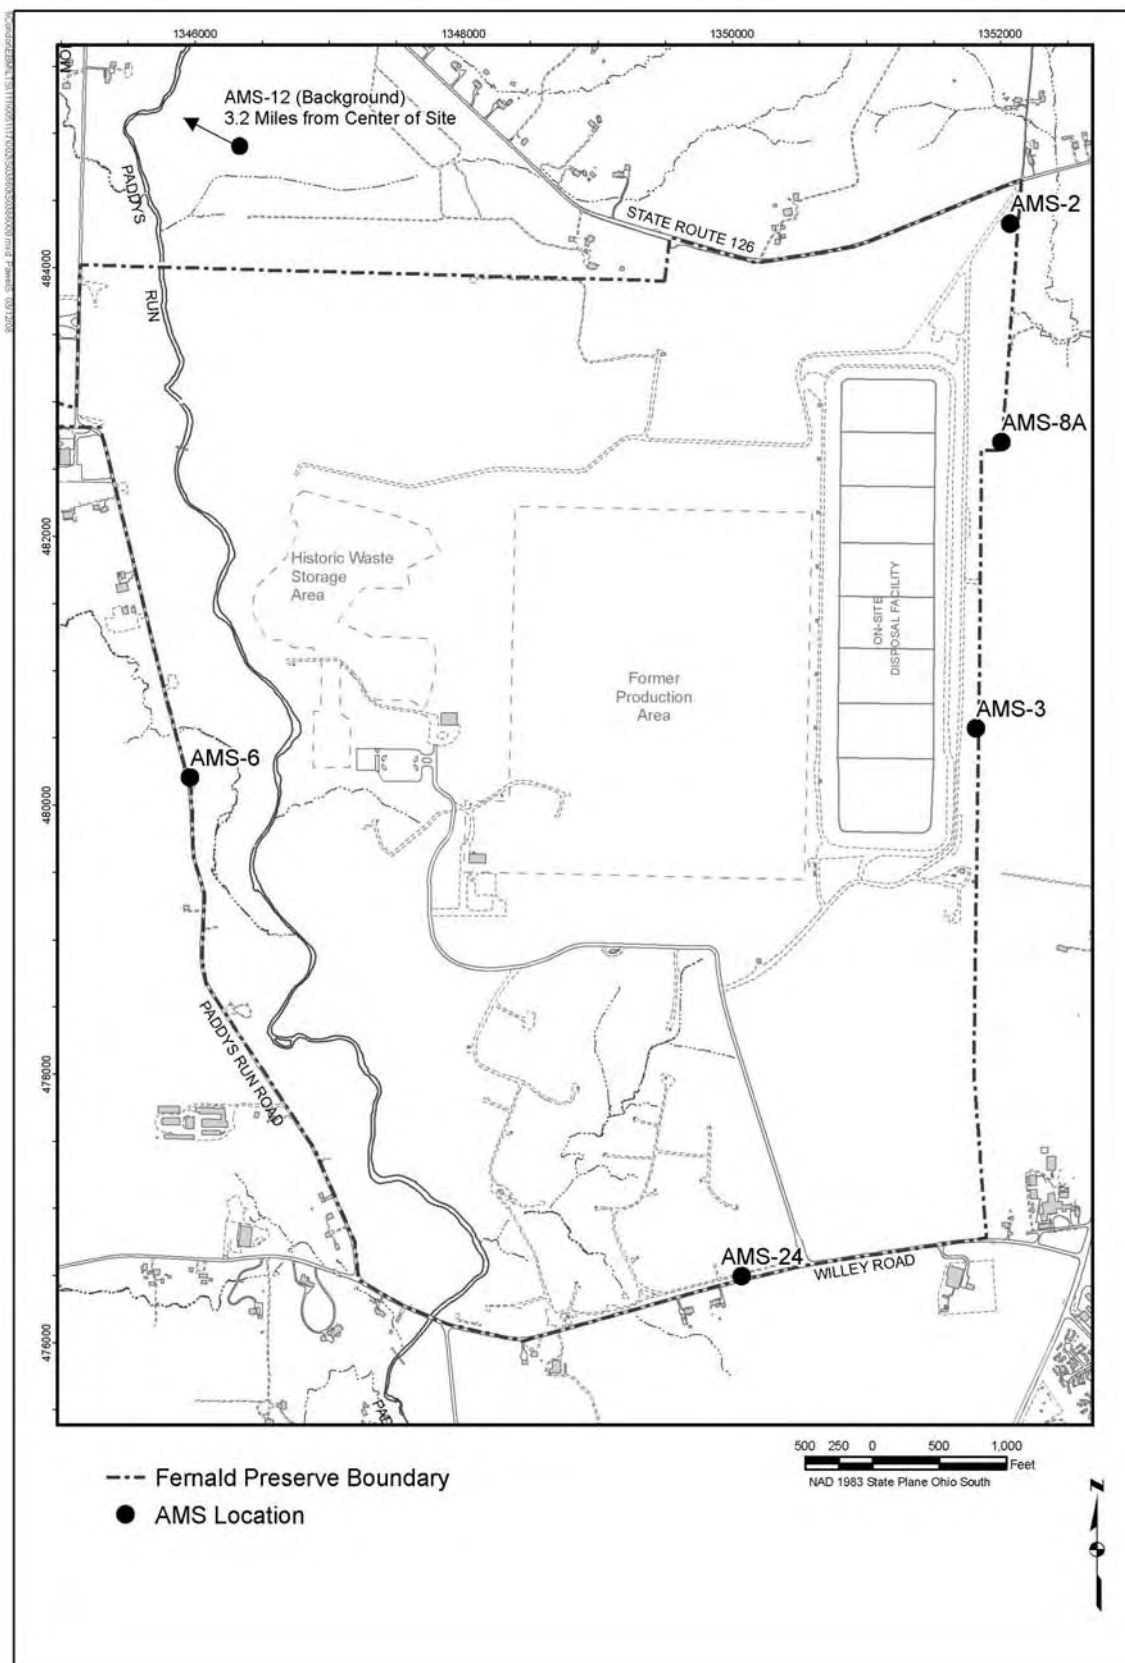 1346000
1348000
1350000
1352000
AMS-12 (Background)
3.2 Miles from Center of Site
PADDYS
RUN
STATE ROUTE 126
AMS-2
484000
AMS-8A
482000
Historic Waste
Storage
Area
ON-SITE
DISPOSAL FACILITY
Former
Production
Area
AMS-3
AMS-6
480000
PADDYS RUN ROAD
478000
AMS-24
WILLEY ROAD
476000
PAD
500 250 0 500 1,000
Feet
NAD 1983 State Plane Ohio South
Fernald Preserve Boundary
AMS Location
Z